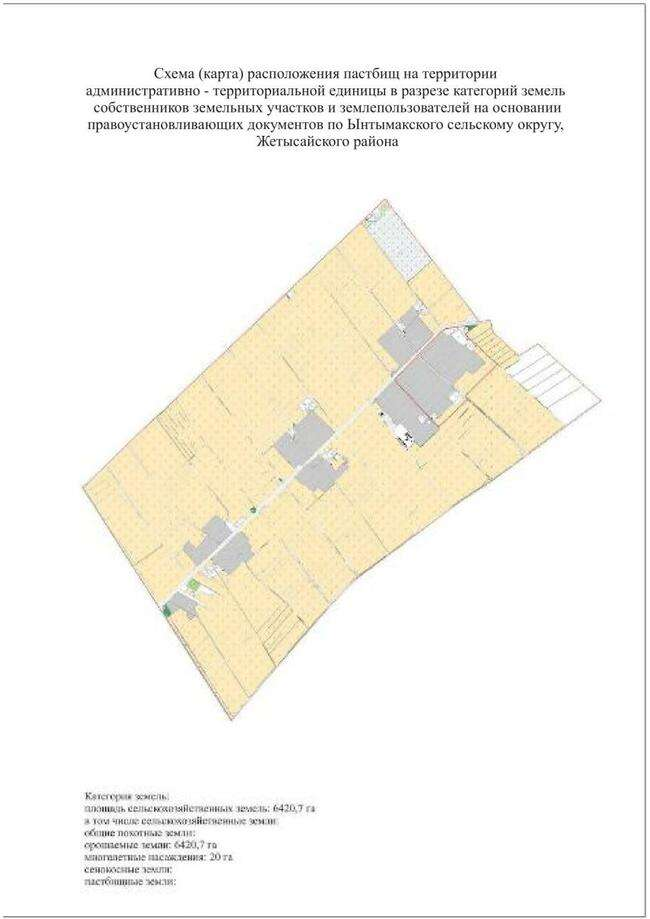 Схема (карта) расположения пастбищ на территории
административно - территориальной единицы в разрезе категорий земель
собственников земельных участков и землепользователей на основании
правоустановливающих документов по Ынтымакского сельскому округу,
Жетысайского района
Категория земель:
площадь сельскохозяйственных земель: 6420,7 га
в том числе сельскохозяйственные земли:
общие похотные земли:
орошаемые земли: 6420,7 га
многолетные насаждения: 20 га
сенокосные земли:
пастбищные земли: